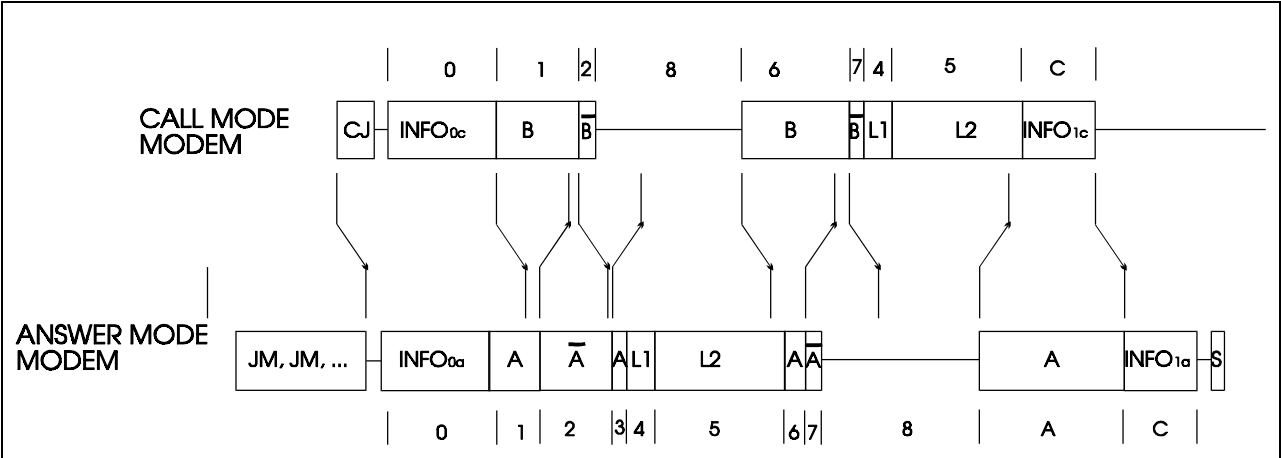 0 1 2 8 6 7 4 5 C
CALL MODE
MODEM
CJ INFO0c B B̅ B B̅ L1 L2 INFO1c
ANSWER MODE
MODEM
JM, JM, ... INFO0a A A̅ A L1 L2 A A̅ A INFO1a S
0 1 2 3 4 5 6 7 8 A C